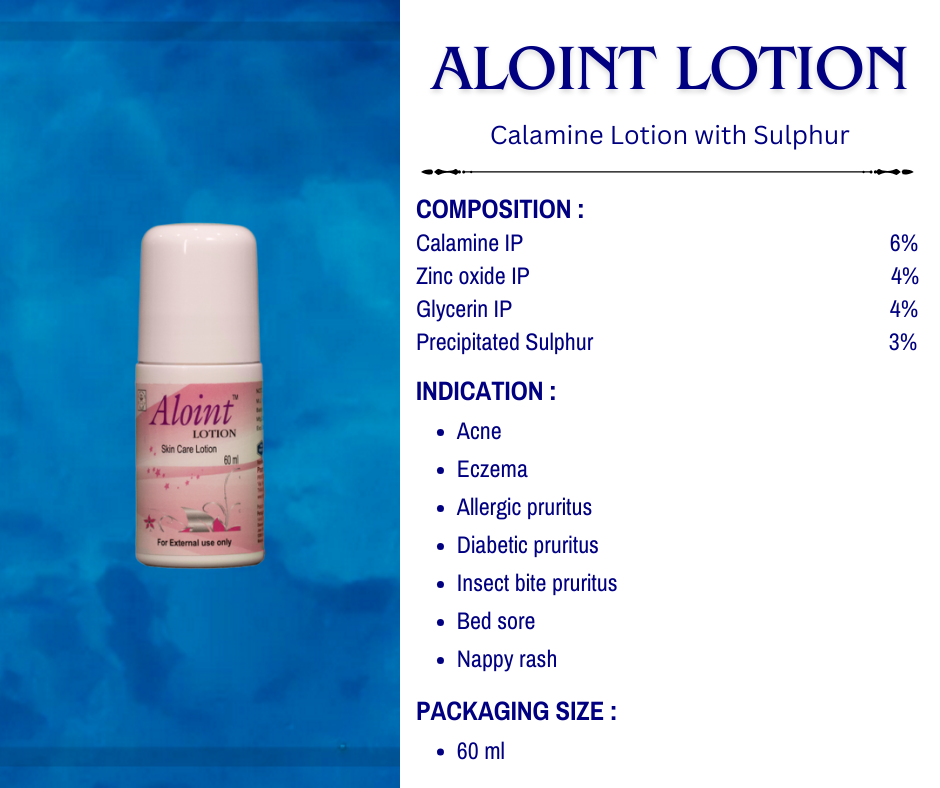 ALOINT LOTION
Calamine Lotion with Sulphur
COMPOSITION :
Calamine IP 6%
Zinc oxide IP 4%
Glycerin IP 4%
Precipitated Sulphur 3%
INDICATION :
• Acne
• Eczema
• Allergic pruritus
• Diabetic pruritus
• Insect bite pruritus
• Bed sore
• Nappy rash
PACKAGING SIZE :
• 60 ml
Aloint™
LOTION
Skin Care Lotion
60 ml
For External use only